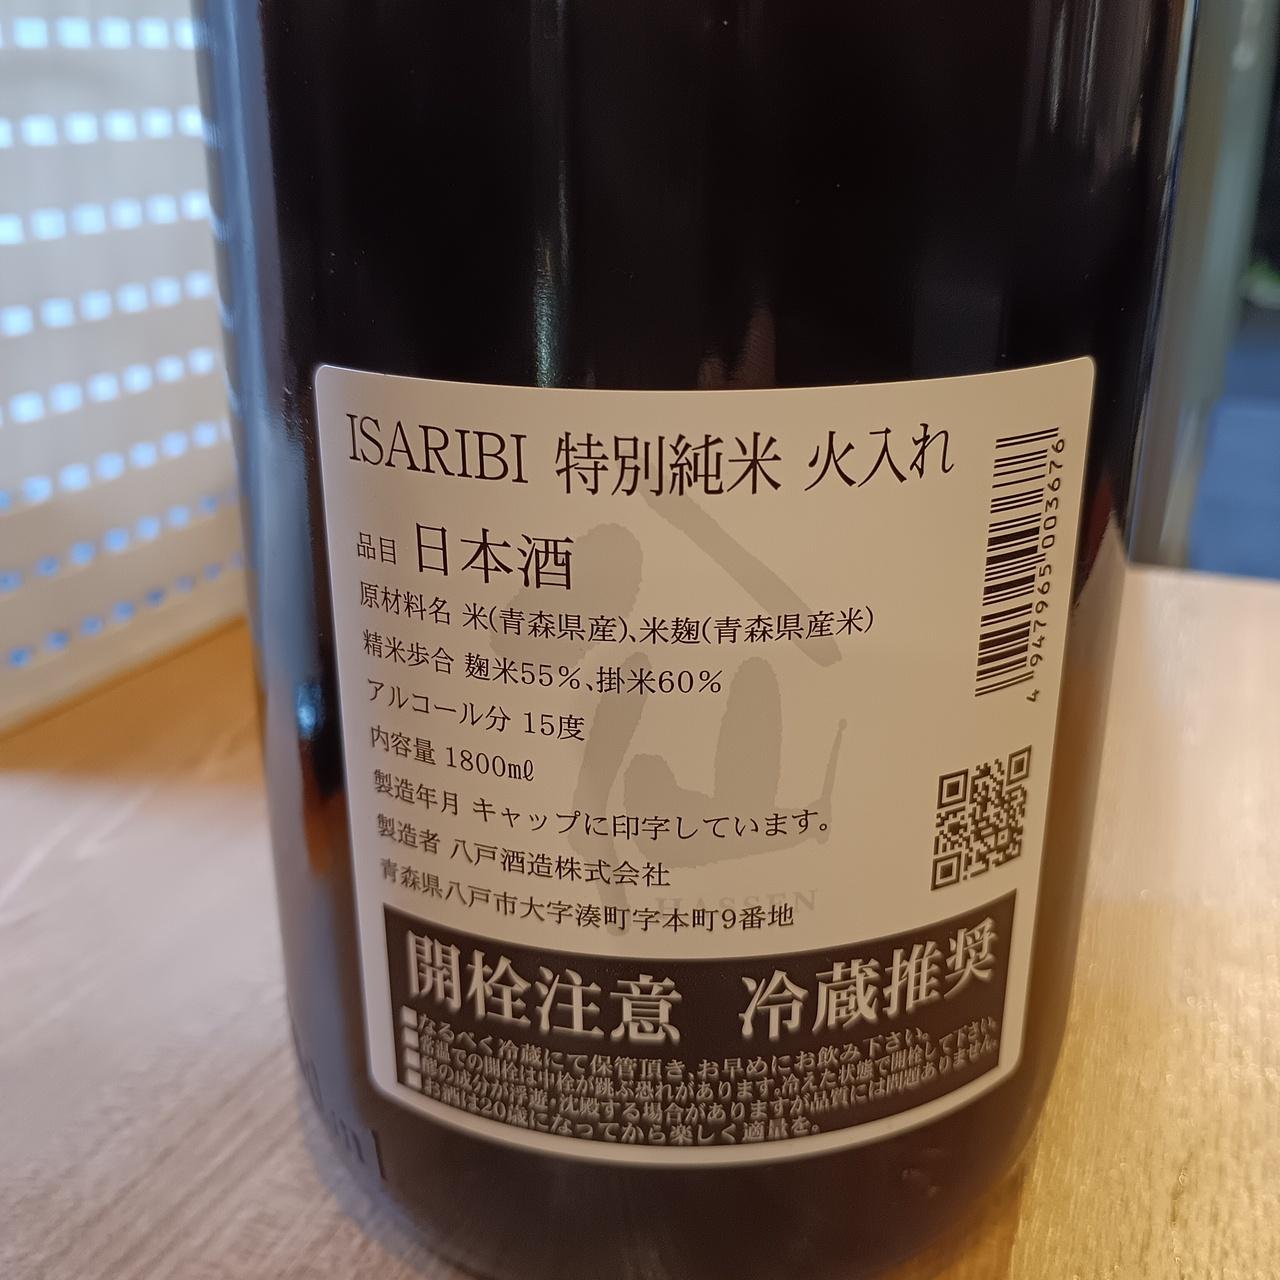 ISARIBI 特別純米 火入れ
品目 日本酒
原材料名 米(青森県産)、米麹(青森県産米)
精米歩合 麹米55%、掛米60%
アルコール分 15度
内容量 1800㎖
製造年月 キャップに印字しています。
製造者 八戸酒造株式会社
青森県八戸市大字湊町字本町9番地
八仙
HASSEN
4 947965 003676
開栓注意 冷蔵推奨
■なるべく冷蔵にて保管頂き、お早めにお飲み下さい。
■常温での開栓は中栓が跳ぶ恐れがあります。冷えた状態で開栓して下さい。
■醪の成分が浮遊・沈殿する場合がありますが品質には問題ありません。
■お酒は20歳になってから楽しく適量を。